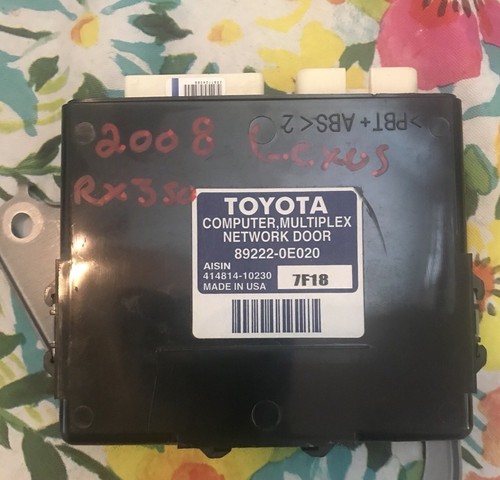 >PBT+ABS<2
2008 Lexus
RX350
TOYOTA
COMPUTER,MULTIPLEX
NETWORK DOOR
89222-0E020
AISIN
414814-10230
7F18
MADE IN USA